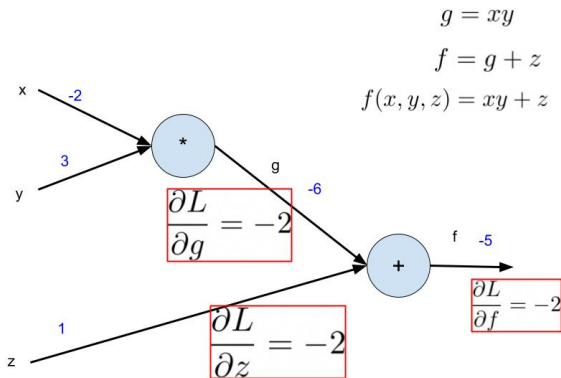 g = xy
f = g + z
f(x, y, z) = xy + z
x
-2
*
3
y
g
-6
∂L/∂g = −2
f
-5
+
∂L/∂f = −2
1
∂L/∂z = −2
z